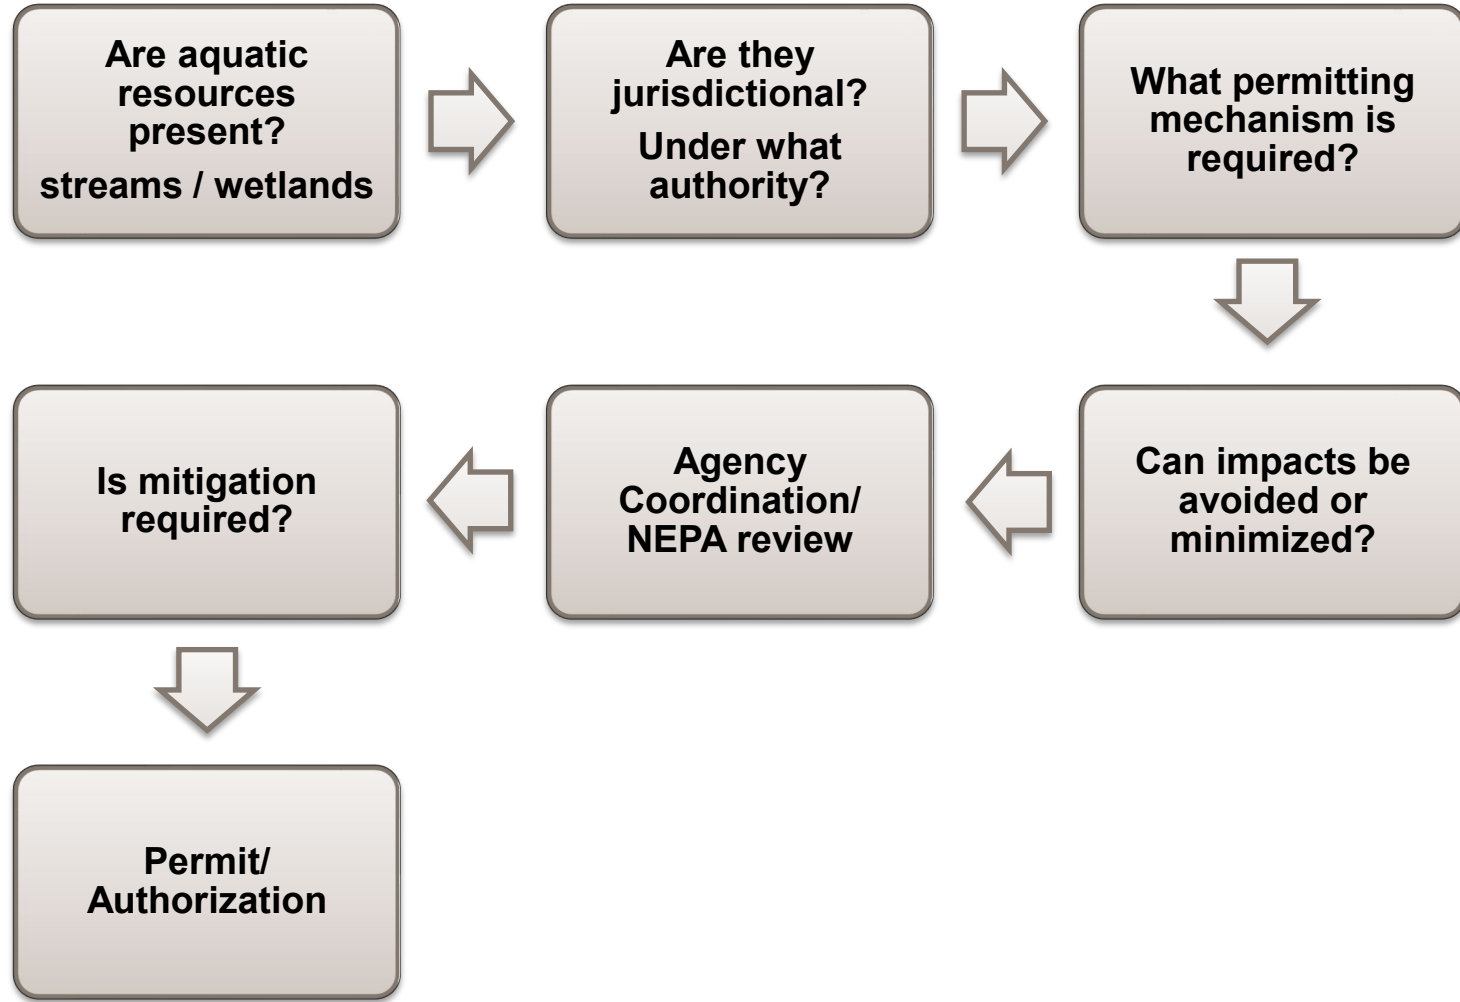 Are aquatic
resources
present?
streams / wetlands
Are they
jurisdictional?
Under what
authority?
What permitting
mechanism is
required?
Can impacts be
avoided or
minimized?
Agency
Coordination/
NEPA review
Is mitigation
required?
Permit/
Authorization